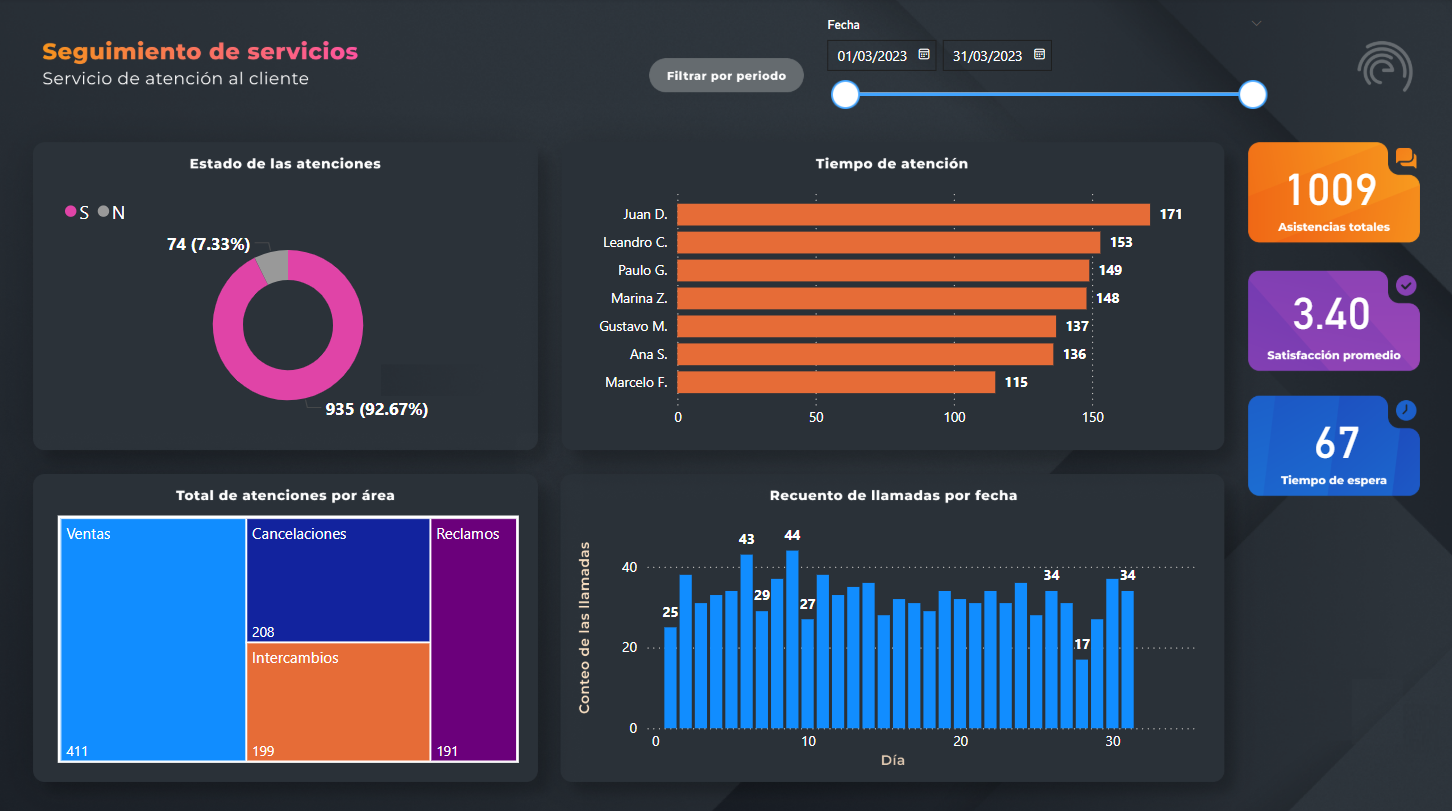 Seguimiento de servicios
Servicio de atención al cliente
Filtrar por periodo
Fecha
01/03/2023
31/03/2023
Estado de las atenciones
S
N
74 (7.33%)
935 (92.67%)
Tiempo de atención
Juan D.
171
Leandro C.
153
Paulo G.
149
Marina Z.
148
Gustavo M.
137
Ana S.
136
Marcelo F.
115
0
50
100
150
1009
Asistencias totales
3.40
Satisfacción promedio
67
Tiempo de espera
Total de atenciones por área
Ventas
411
Cancelaciones
208
Intercambios
199
Reclamos
191
Recuento de llamadas por fecha
Conteo de las llamadas
40
20
0
25
43
29
44
27
34
17
34
0
10
20
30
Día